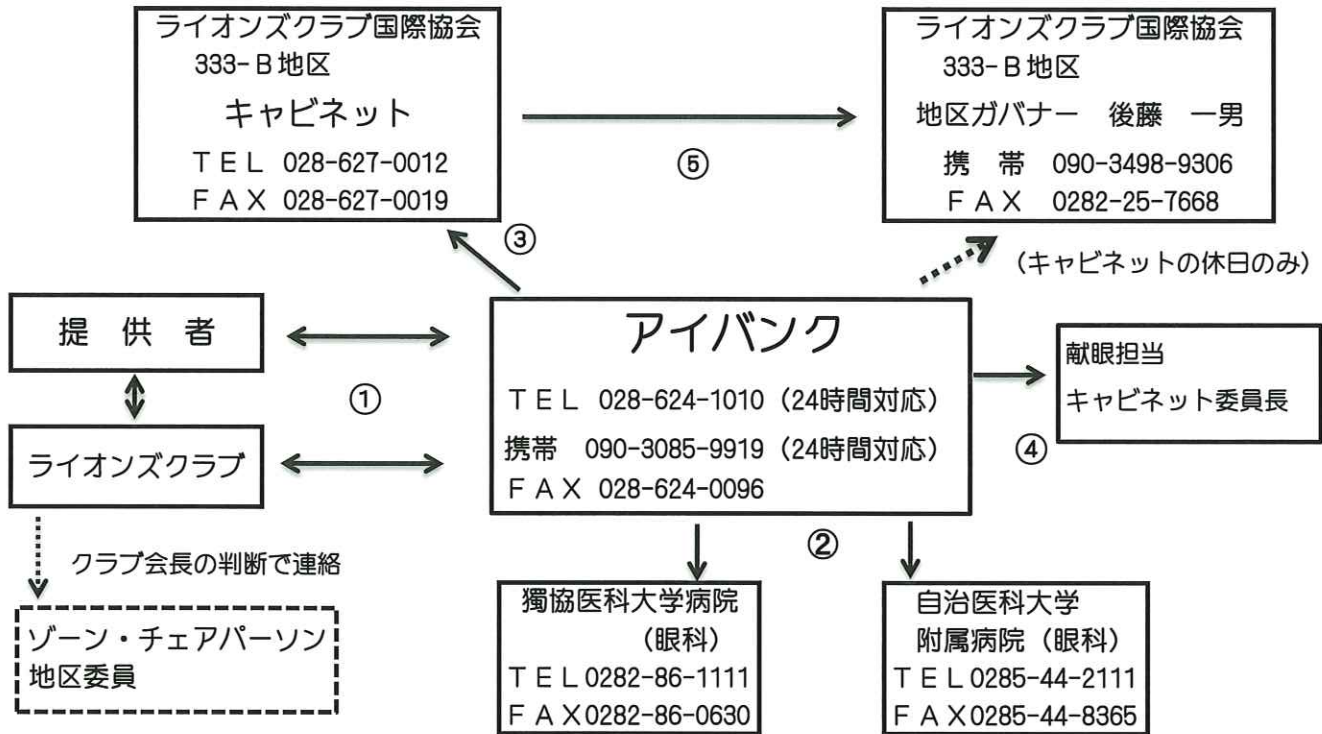 ライオンズクラブ国際協会
333-B地区
キャビネット
TEL 028-627-0012
FAX 028-627-0019
ライオンズクラブ国際協会
333-B地区
地区ガバナー 後藤 一男
携帯 090-3498-9306
FAX 0282-25-7668
⑤
③
(キャビネットの休日のみ)
提供者
①
ライオンズクラブ
アイバンク
TEL 028-624-1010 (24時間対応)
携帯 090-3085-9919 (24時間対応)
FAX 028-624-0096
献眼担当
キャビネット委員長
④
②
クラブ会長の判断で連絡
ゾーン・チェアパーソン
地区委員
獨協医科大学病院
(眼科)
TEL0282-86-1111
FAX0282-86-0630
自治医科大学
附属病院 (眼科)
TEL0285-44-2111
FAX0285-44-8365